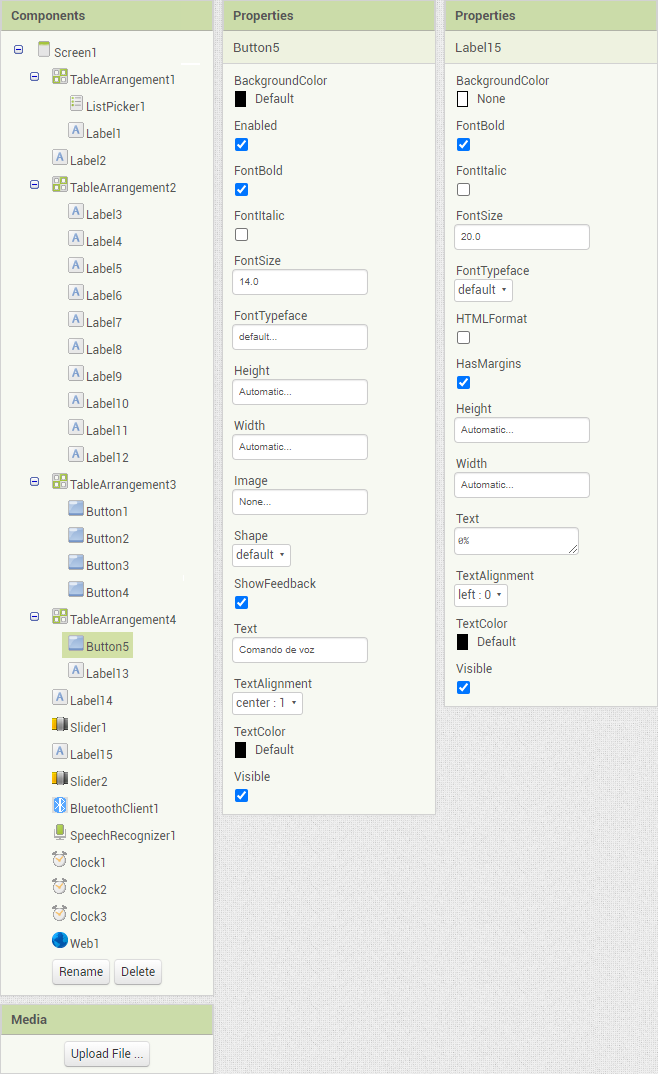 Components
Screen1
TableArrangement1
ListPicker1
Label1
Label2
TableArrangement2
Label3
Label4
Label5
Label6
Label7
Label8
Label9
Label10
Label11
Label12
TableArrangement3
Button1
Button2
Button3
Button4
TableArrangement4
Button5
Label13
Label14
Slider1
Label15
Slider2
BluetoothClient1
SpeechRecognizer1
Clock1
Clock2
Clock3
Web1
Rename Delete
Media
Upload File ...
Properties
Button5
BackgroundColor
Default
Enabled
FontBold
FontItalic
FontSize
14.0
FontTypeface
default...
Height
Automatic...
Width
Automatic...
Image
None...
Shape
default
ShowFeedback
Text
Comando de voz
TextAlignment
center : 1
TextColor
Default
Visible
Properties
Label15
BackgroundColor
None
FontBold
FontItalic
FontSize
20.0
FontTypeface
default
HTMLFormat
HasMargins
Height
Automatic...
Width
Automatic...
Text
0%
TextAlignment
left : 0
TextColor
Default
Visible